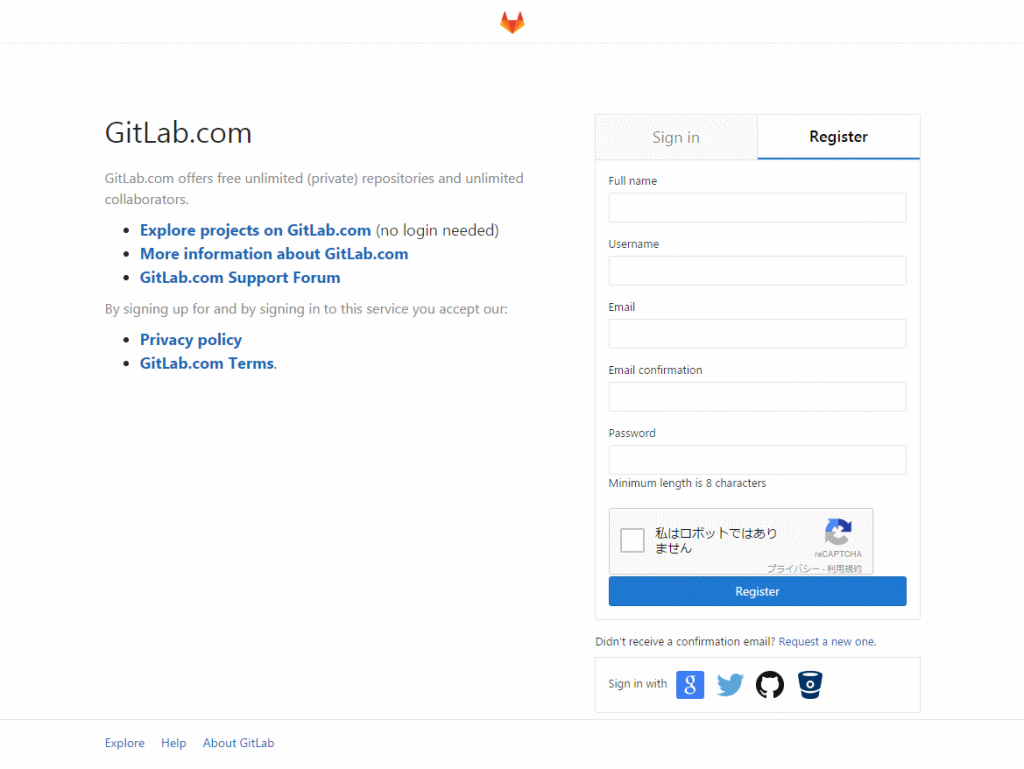 GitLab.com
GitLab.com offers free unlimited (private) repositories and unlimited
collaborators.
Explore projects on GitLab.com (no login needed)
More information about GitLab.com
GitLab.com Support Forum
By signing up for and by signing in to this service you accept our:
Privacy policy
GitLab.com Terms.
Sign in
Register
Full name
Username
Email
Email confirmation
Password
Minimum length is 8 characters
私はロボットではあり
ません
reCAPTCHA
プライバシー - 利用規約
Register
Didn't receive a confirmation email? Request a new one.
Sign in with
Explore
Help
About GitLab